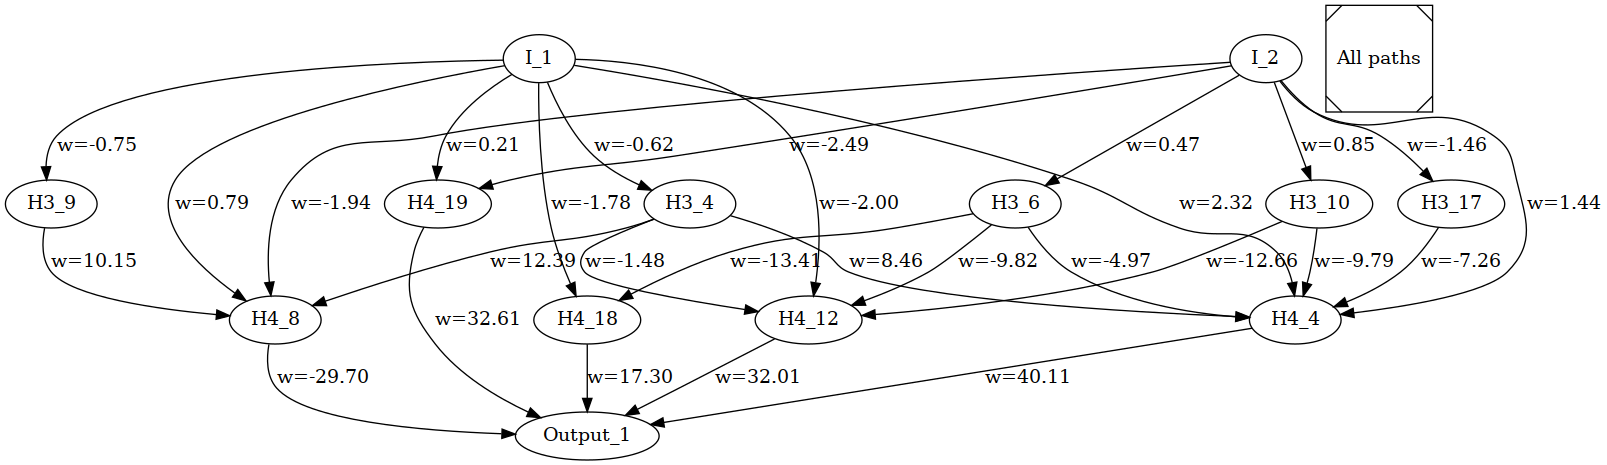 I_1
I_2
All paths
w=-0.75
w=0.21
w=-0.62
w=-2.49
w=0.47
w=0.85
w=-1.46
H3_9
w=0.79
w=-1.94
H4_19
w=-1.78
H3_4
w=-2.00
H3_6
w=2.32
H3_10
H3_17
w=1.44
w=10.15
w=12.39
w=-1.48
w=-13.41
w=8.46
w=-9.82
w=-4.97
w=-12.66
w=-9.79
w=-7.26
H4_8
w=32.61
H4_18
H4_12
H4_4
w=-29.70
w=17.30
w=32.01
w=40.11
Output_1